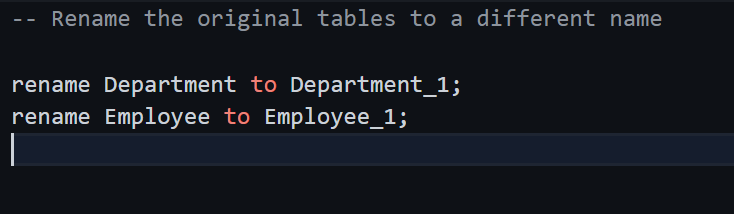 -- Rename the original tables to a different name
rename Department to Department_1;
rename Employee to Employee_1;